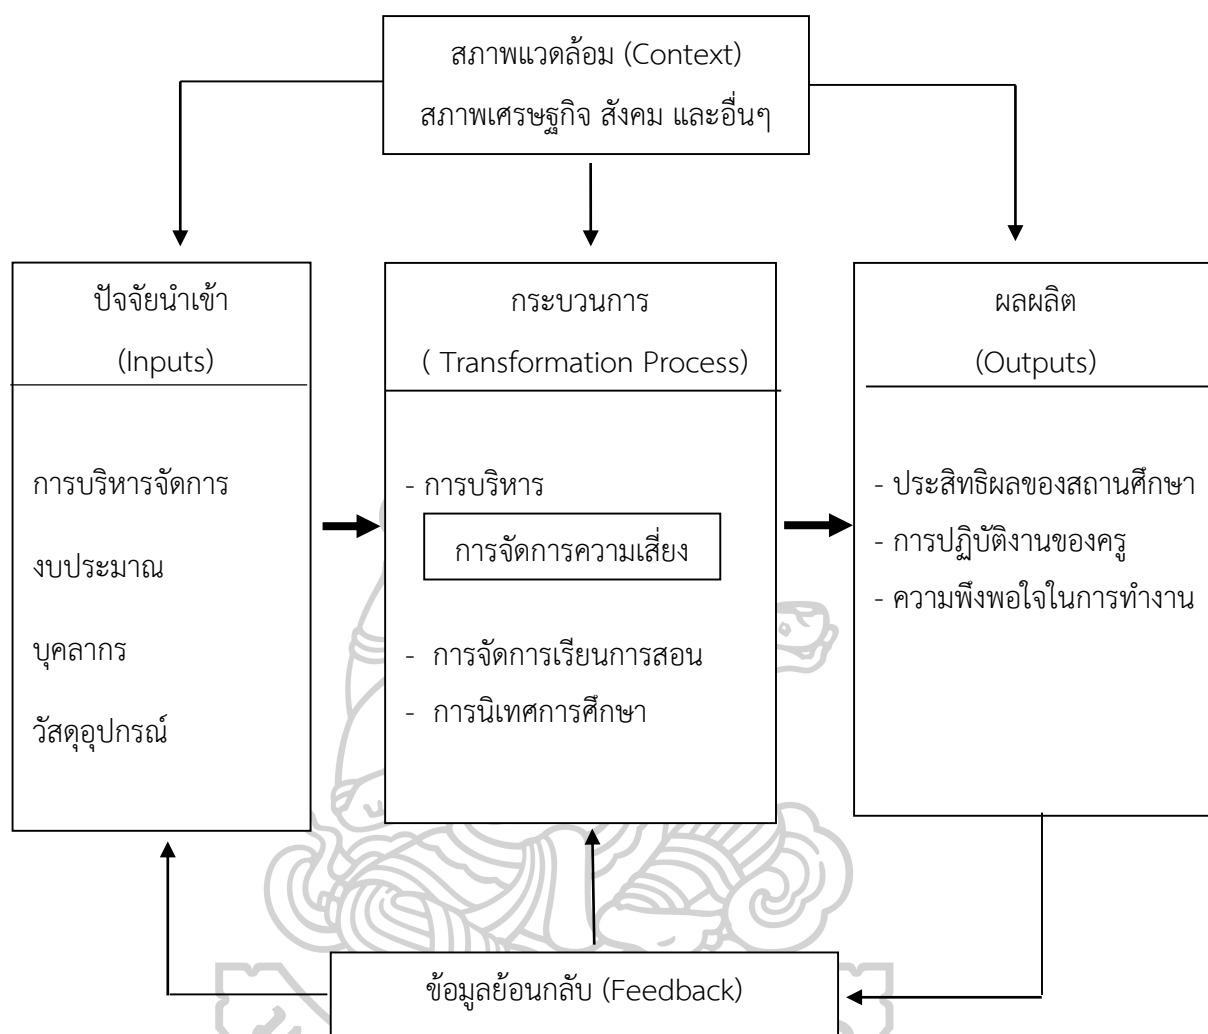 สภาพแวดล้อม (Context)
สภาพเศรษฐกิจ สังคม และอื่นๆ
ปัจจัยนำเข้า
(Inputs)
การบริหารจัดการ
งบประมาณ
บุคลากร
วัสดุอุปกรณ์
กระบวนการ
( Transformation Process)
- การบริหาร
การจัดการความเสี่ยง
- การจัดการเรียนการสอน
- การนิเทศการศึกษา
ผลผลิต
(Outputs)
- ประสิทธิผลของสถานศึกษา
- การปฏิบัติงานของครู
- ความพึงพอใจในการทำงาน
ข้อมูลย้อนกลับ (Feedback)